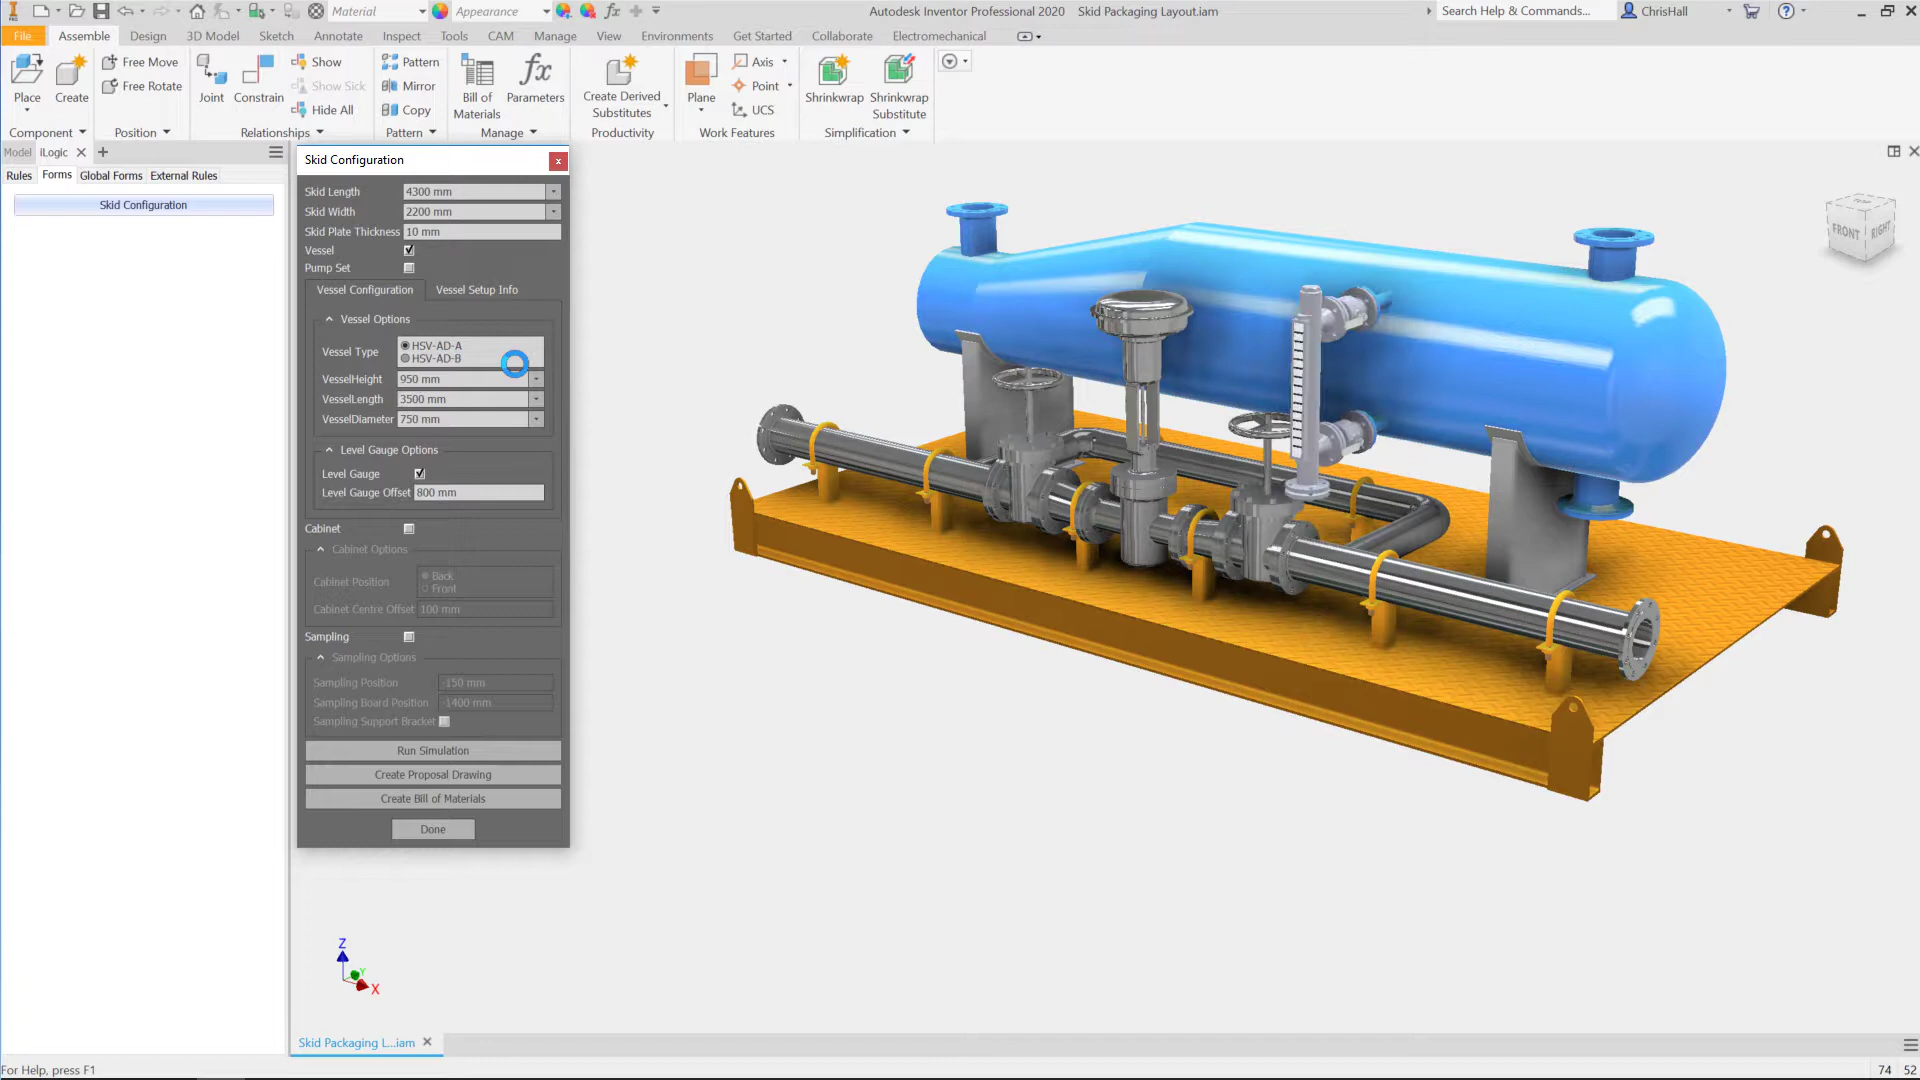 Material
Appearance
Autodesk Inventor Professional 2020 Skid Packaging Layout.iam
Search Help & Commands...
ChrisHall
File Assemble Design 3D Model Sketch Annotate Inspect Tools CAM Manage View Environments Get Started Collaborate Electromechanical
Place
Create
Component
Free Move
Free Rotate
Position
Joint
Constrain
Show
Show Sick
Hide All
Relationships
Pattern
Mirror
Copy
Pattern
Bill of
Materials
fx
Parameters
Manage
Create Derived
Substitutes
Productivity
Plane
Axis
Point
UCS
Work Features
Shrinkwrap
Shrinkwrap
Substitute
Simplification
Model iLogic
Rules Forms Global Forms External Rules
Skid Configuration
Skid Configuration
Skid Length 4300 mm
Skid Width 2200 mm
Skid Plate Thickness 10 mm
Vessel
Pump Set
Vessel Configuration Vessel Setup Info
Vessel Options
Vessel Type
HSV-AD-A
HSV-AD-B
VesselHeight 950 mm
VesselLength 3500 mm
VesselDiameter 750 mm
Level Gauge Options
Level Gauge
Level Gauge Offset 800 mm
Cabinet
Cabinet Options
Cabinet Position
Back
Front
Cabinet Centre Offset 100 mm
Sampling
Sampling Options
Sampling Position -150 mm
Sampling Board Position -1400 mm
Sampling Support Bracket
Run Simulation
Create Proposal Drawing
Create Bill of Materials
Done
TOP
FRONT
RIGHT
Z
Y
X
Skid Packaging L...iam
For Help, press F1
74 52